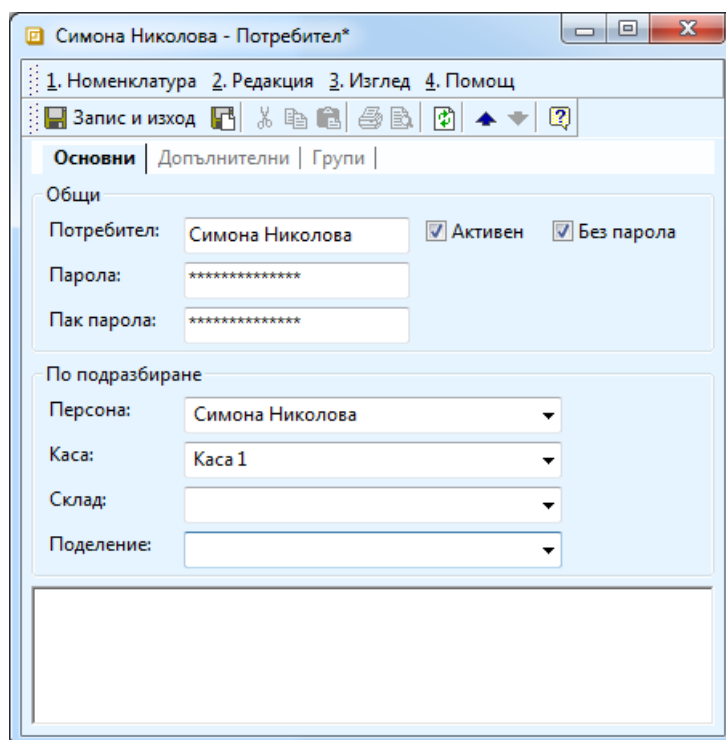 Симона Николова - Потребител*
1. Номенклатура 2. Редакция 3. Изглед 4. Помощ
Запис и изход
Основни | Допълнителни | Групи |
Общи
Потребител: Симона Николова Активен Без парола
Парола: **************
Пак парола: **************
По подразбиране
Персона: Симона Николова
Каса: Каса 1
Склад:
Поделение: